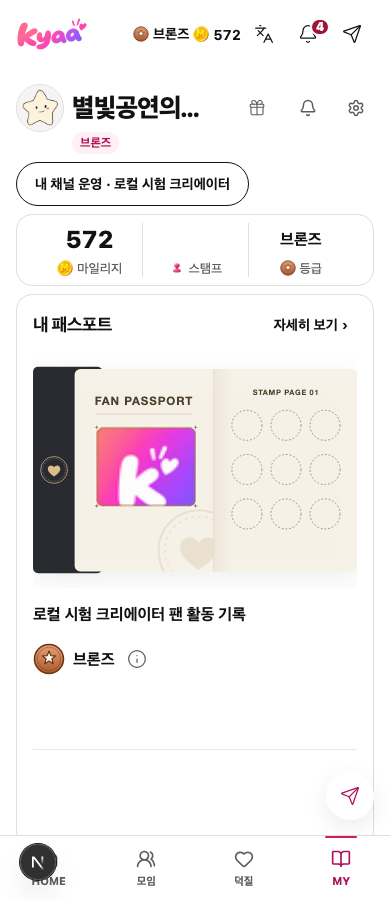 kyaa
브론즈 572 4
별빛공연의...
브론즈
내 채널 운영 · 로컬 시험 크리에이터
572 브론즈
마일리지 스탬프 등급
내 패스포트 자세히 보기 ›
FAN PASSPORT
STAMP PAGE 01
로컬 시험 크리에이터 팬 활동 기록
브론즈
N
HOME 모임 덕질 MY